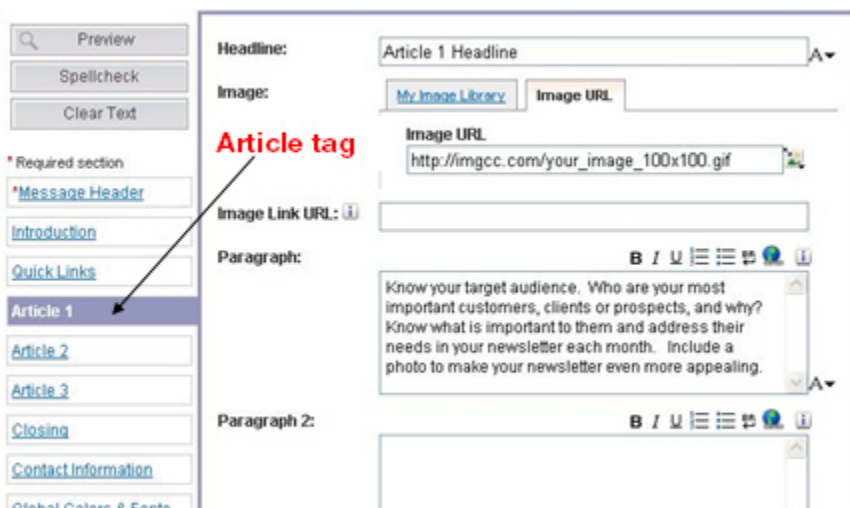 Preview
Spellcheck
Clear Text
* Required section
*Message Header
Introduction
Quick Links
Article 1
Article 2
Article 3
Closing
Contact Information
Global Colors & Fonts
Article tag
Headline:
Article 1 Headline
A
Image:
My Image Library
Image URL
Image URL
http://imgcc.com/your_image_100x100.gif
Image Link URL: i
Paragraph:
B I U
i
Know your target audience. Who are your most
important customers, clients or prospects, and why?
Know what is important to them and address their
needs in your newsletter each month. Include a
photo to make your newsletter even more appealing.
A
Paragraph 2:
B I U
i